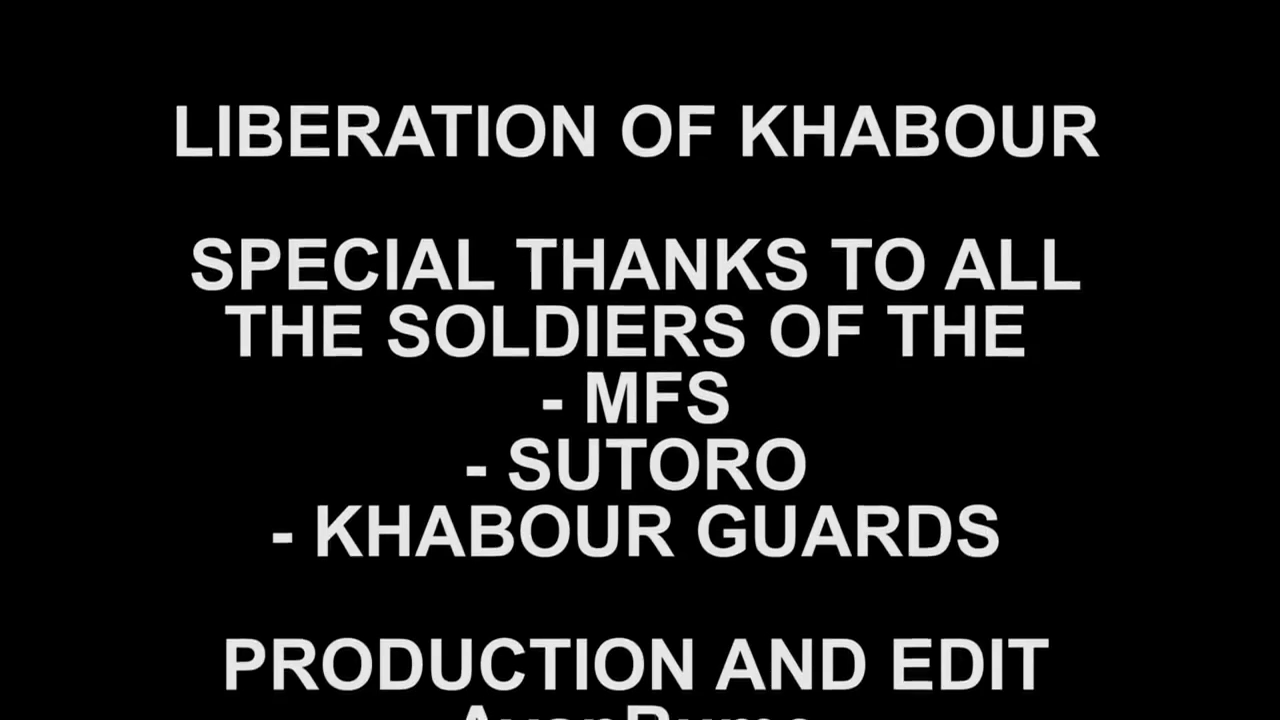 LIBERATION OF KHABOUR
SPECIAL THANKS TO ALL
THE SOLDIERS OF THE
- MFS
- SUTORO
- KHABOUR GUARDS
PRODUCTION AND EDIT